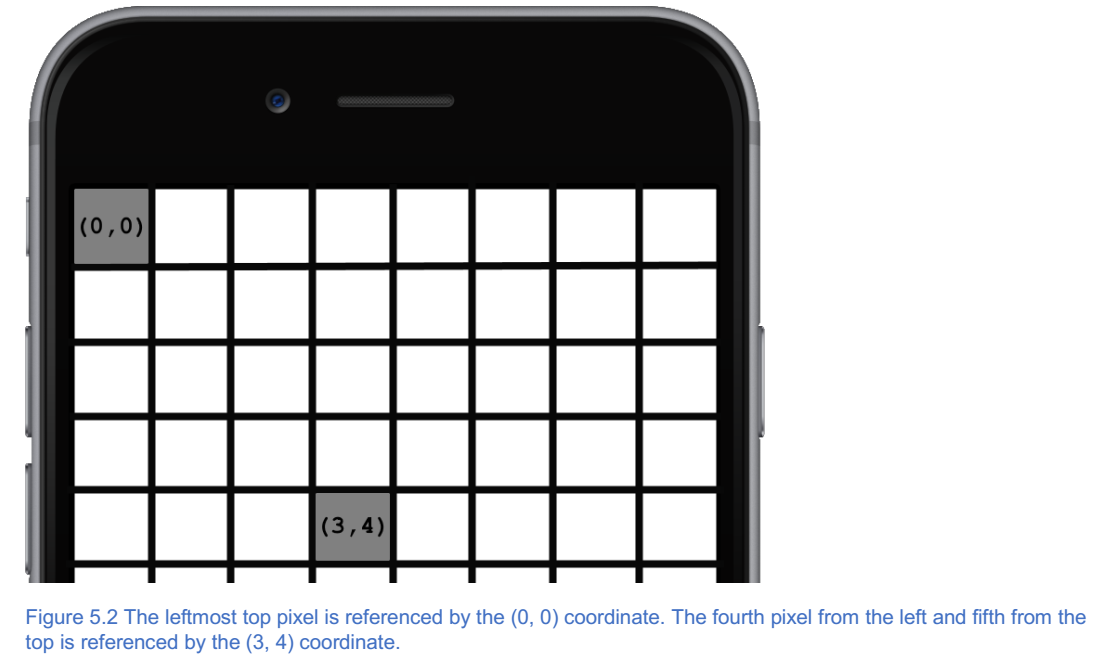 (0,0)
(3,4)
Figure 5.2 The leftmost top pixel is referenced by the (0, 0) coordinate. The fourth pixel from the left and fifth from the
top is referenced by the (3, 4) coordinate.